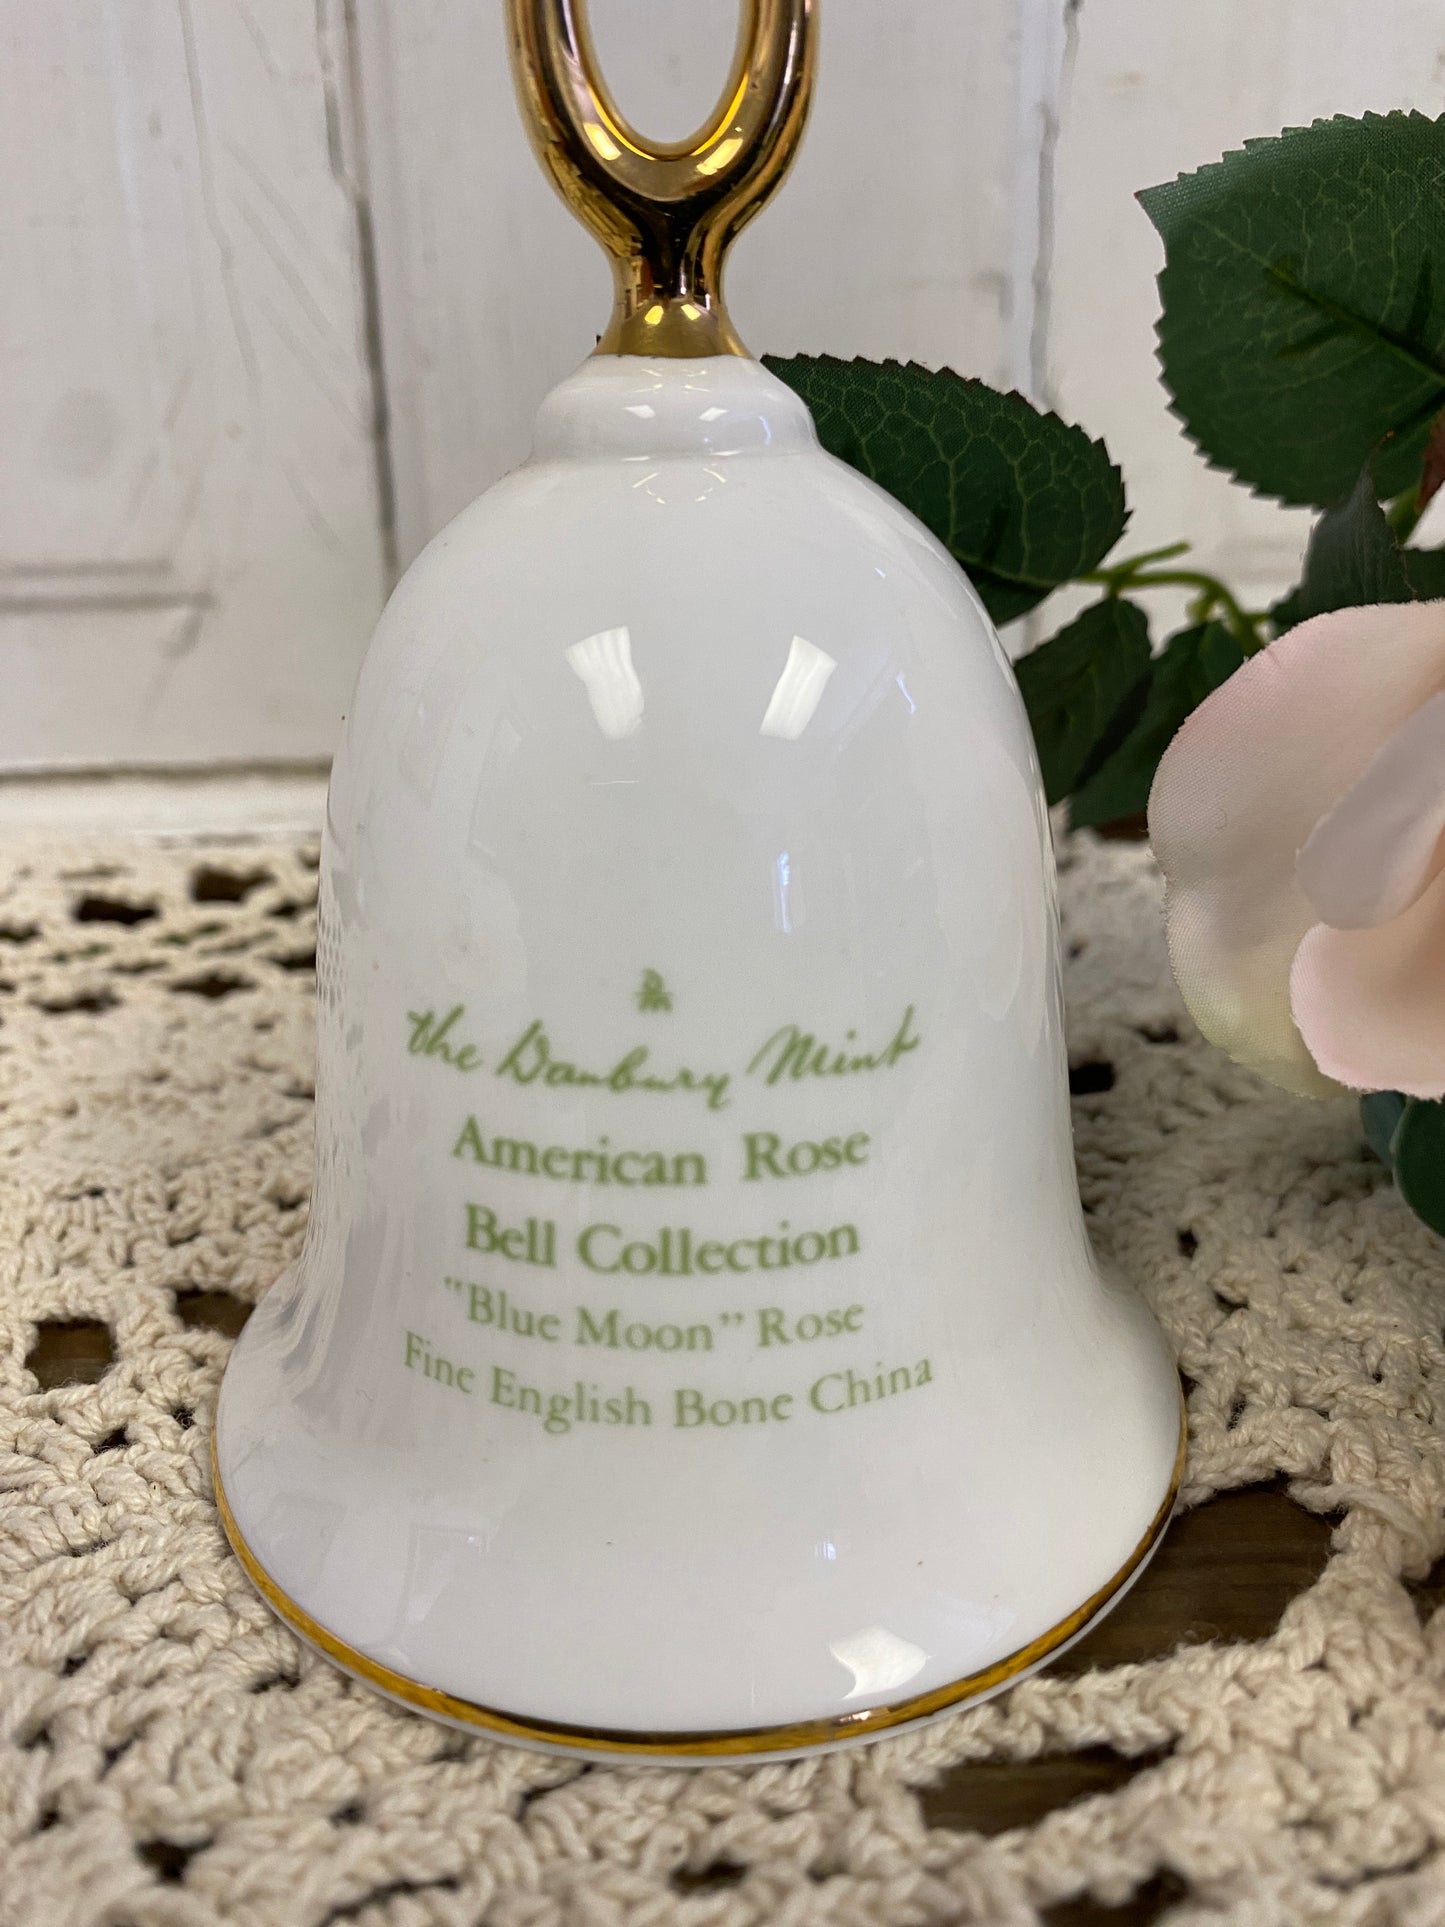 the Danbury Mint
American Rose
Bell Collection
"Blue Moon" Rose
Fine English Bone China